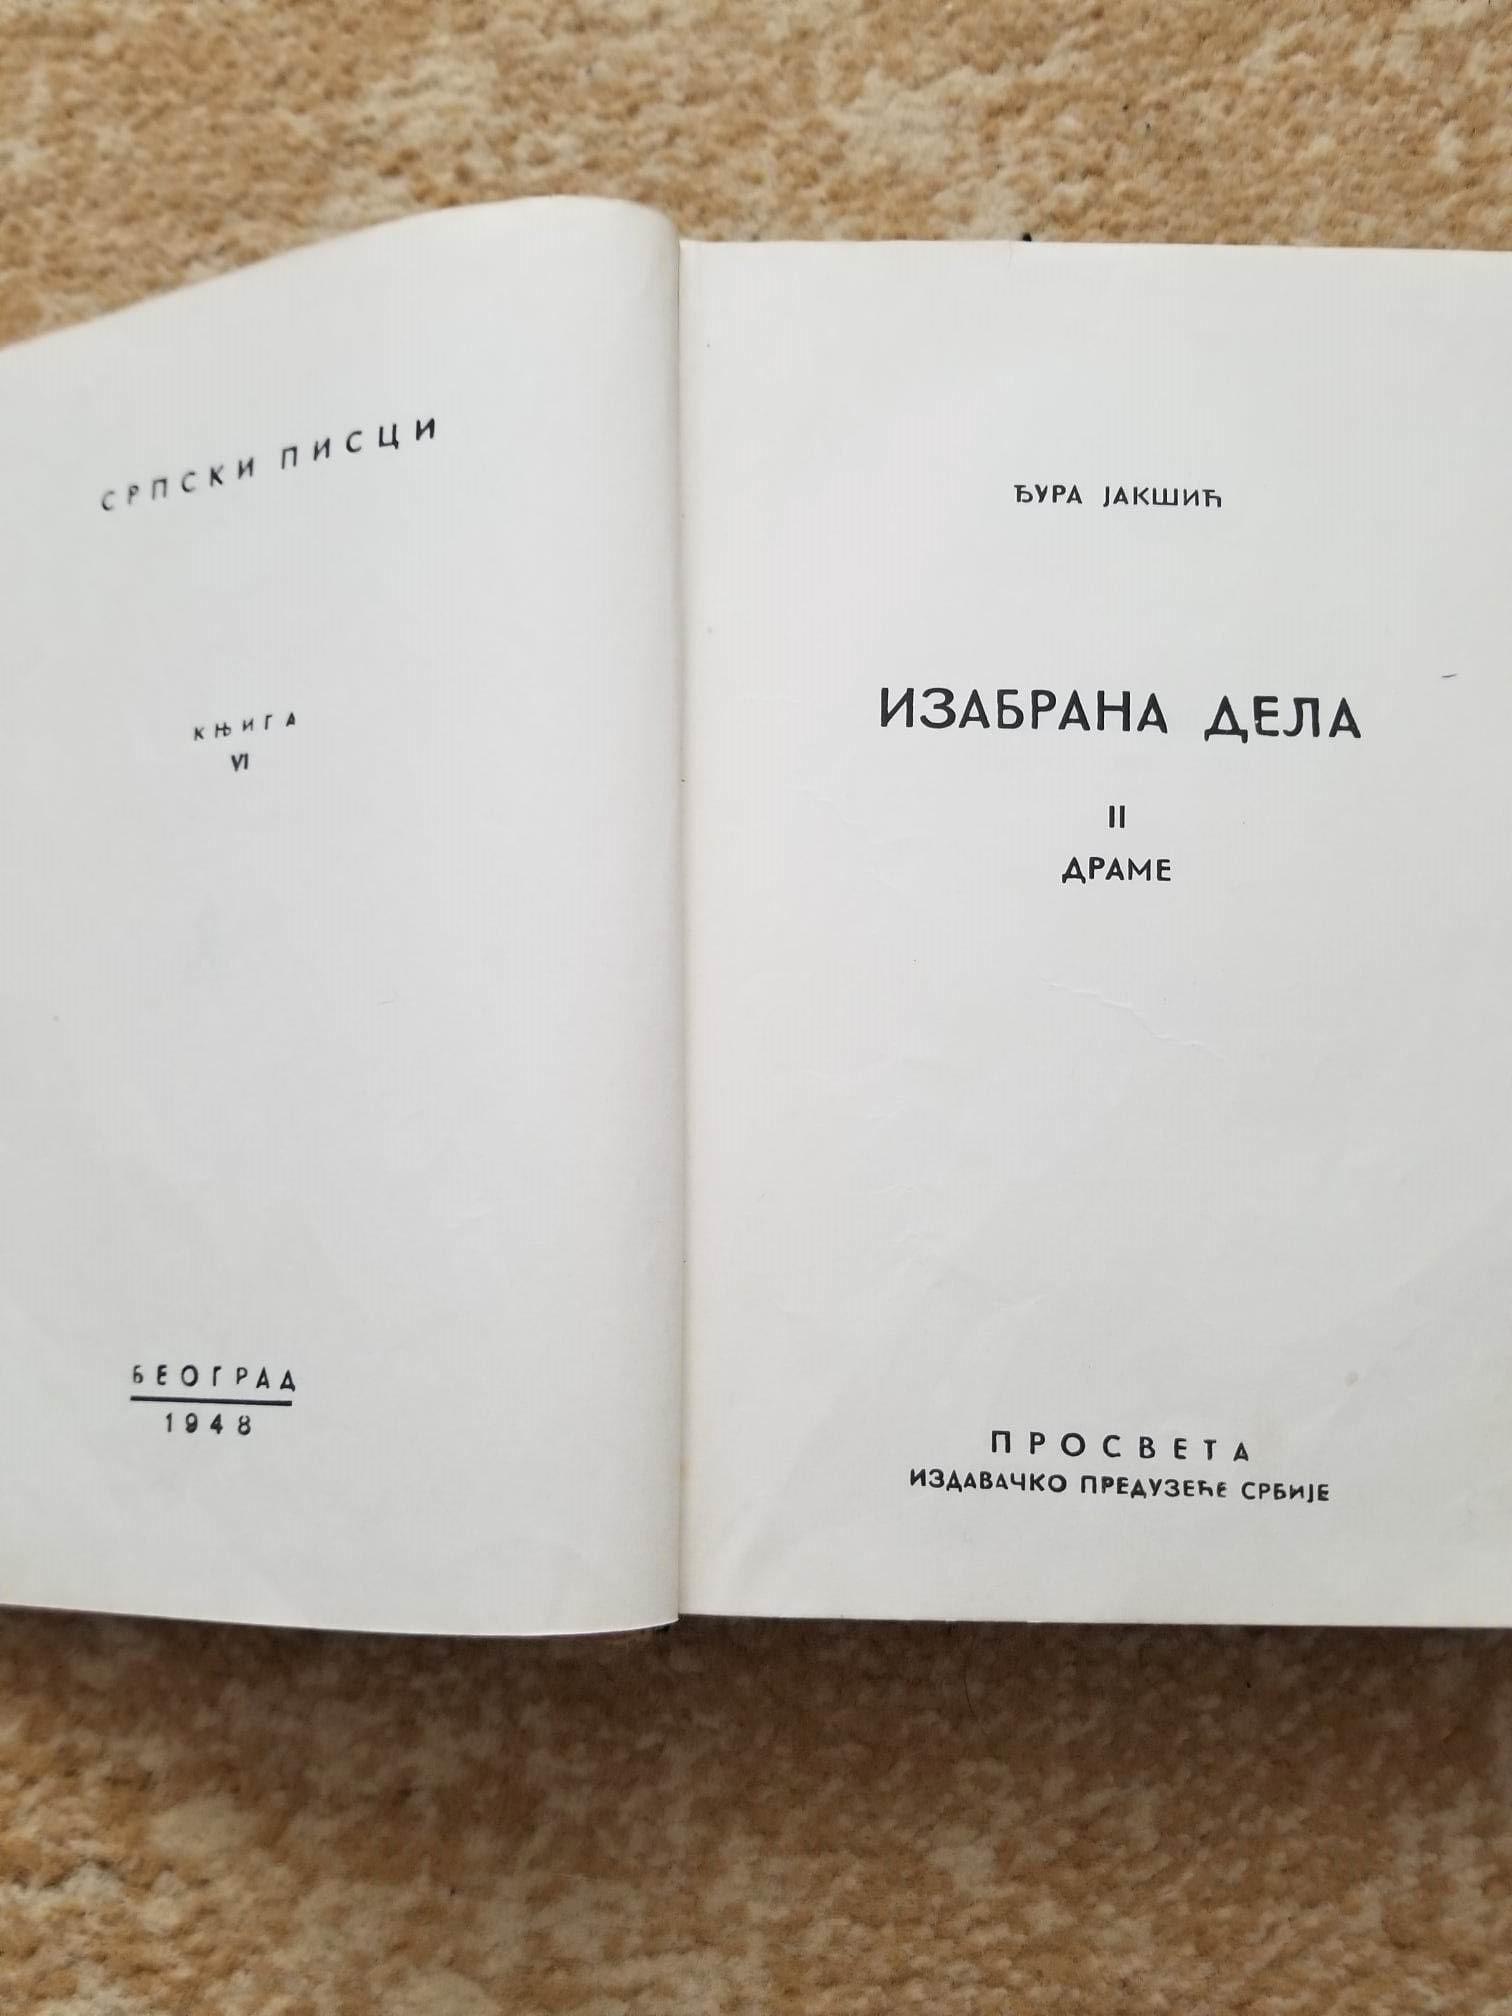 СРПСКИ ПИСЦИ
КЊИГА
VI
БЕОГРАД
1948
ЂУРА ЈАКШИЋ
ИЗАБРАНА ДЕЛА
II
ДРАМЕ
ПРОСВЕТА
ИЗДАВАЧКО ПРЕДУЗЕЋЕ СРБИЈЕ